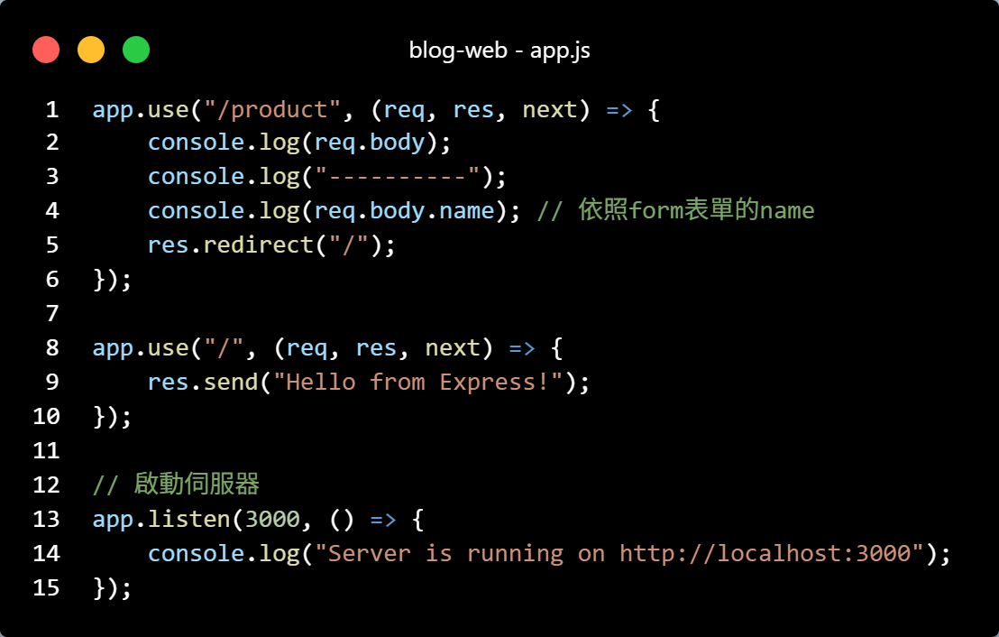 blog-web - app.js
1 app.use("/product", (req, res, next) => {
2     console.log(req.body);
3     console.log("----------");
4     console.log(req.body.name); // 依照form表單的name
5     res.redirect("/");
6 });
7
8 app.use("/", (req, res, next) => {
9     res.send("Hello from Express!");
10 });
11
12 // 啟動伺服器
13 app.listen(3000, () => {
14     console.log("Server is running on http://localhost:3000");
15 });